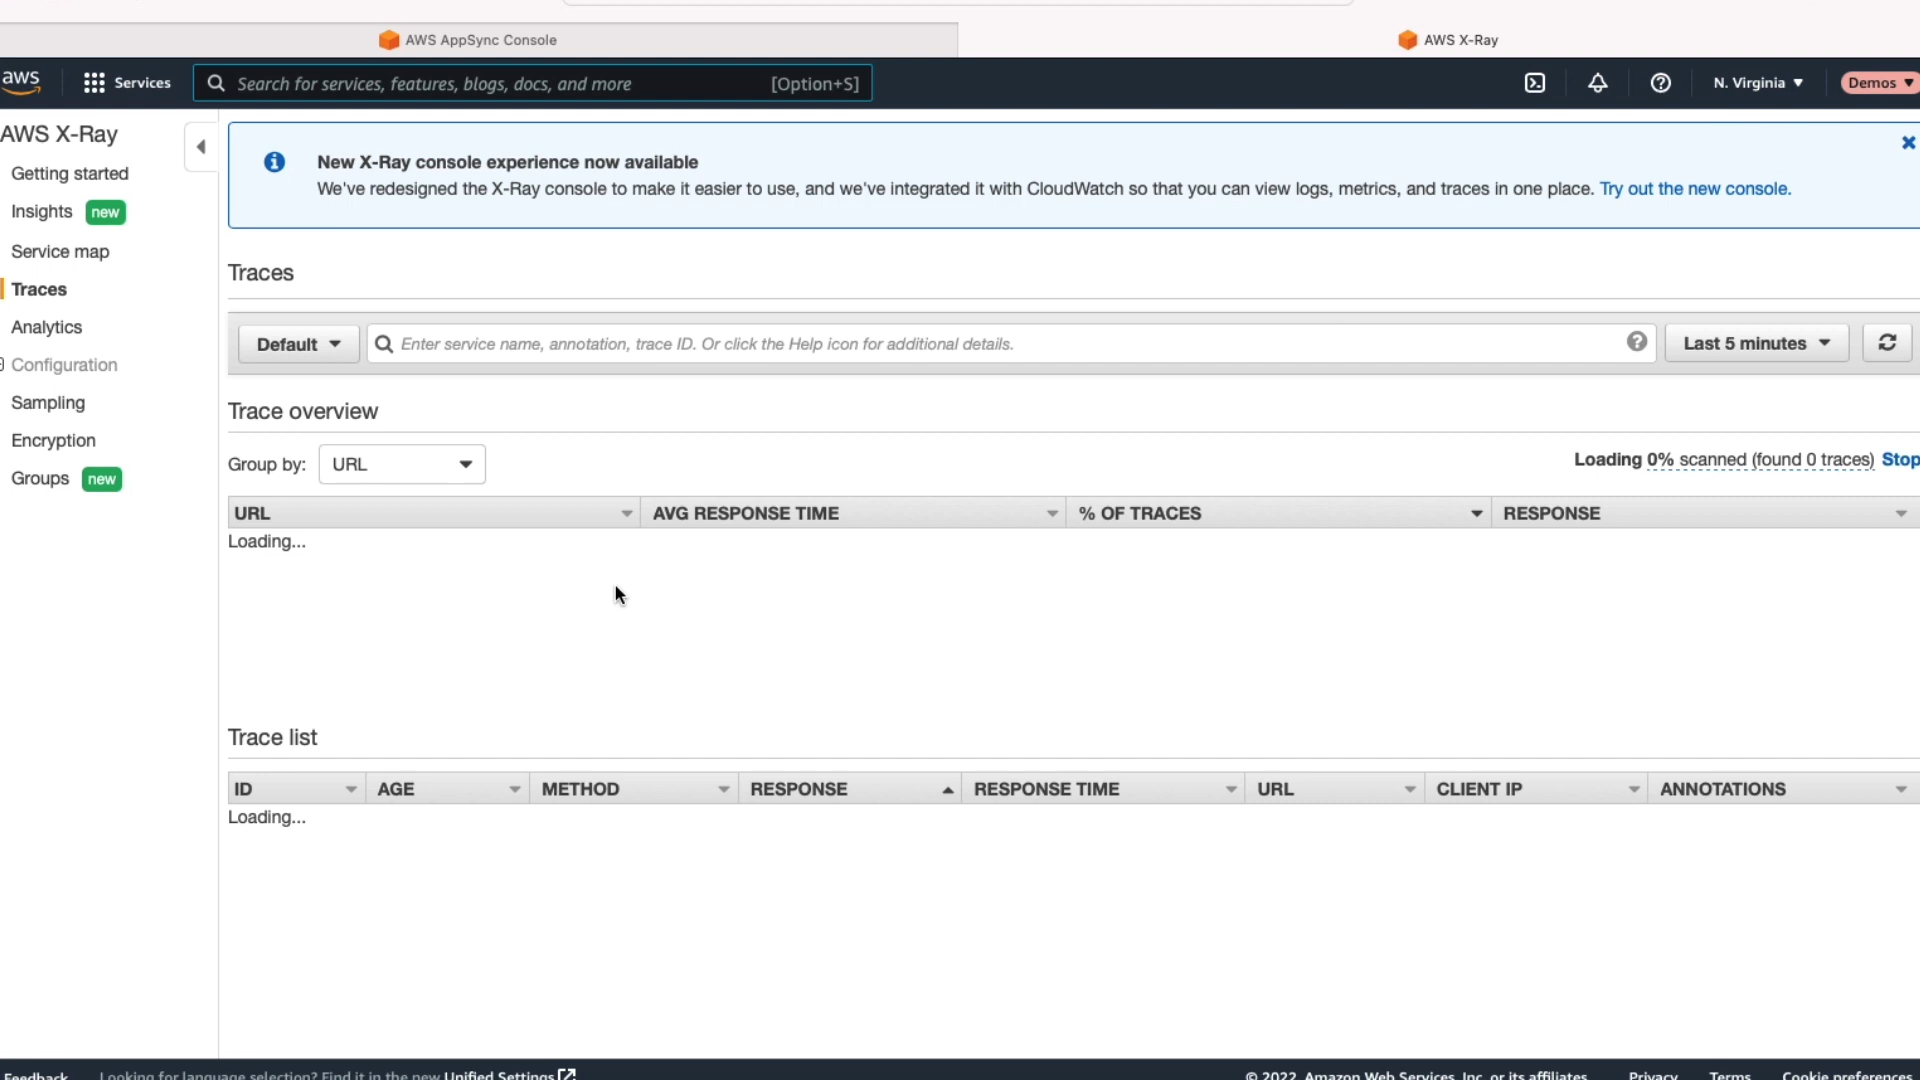 AWS AppSync Console
AWS X-Ray
aws
Services
Search for services, features, blogs, docs, and more
[Option+S]
N. Virginia
Demos
AWS X-Ray
Getting started
Insights new
Service map
Traces
Analytics
Configuration
Sampling
Encryption
Groups new
New X-Ray console experience now available
We've redesigned the X-Ray console to make it easier to use, and we've integrated it with CloudWatch so that you can view logs, metrics, and traces in one place. Try out the new console.
Traces
Default
Enter service name, annotation, trace ID. Or click the Help icon for additional details.
Last 5 minutes
Trace overview
Group by: URL
Loading 0% scanned (found 0 traces) Stop
URL AVG RESPONSE TIME % OF TRACES RESPONSE
Loading...
Trace list
ID AGE METHOD RESPONSE RESPONSE TIME URL CLIENT IP ANNOTATIONS
Loading...
Feedback Looking for language selection? Find it in the new Unified Settings © 2022, Amazon Web Services, Inc. or its affiliates Privacy Terms Cookie preferences